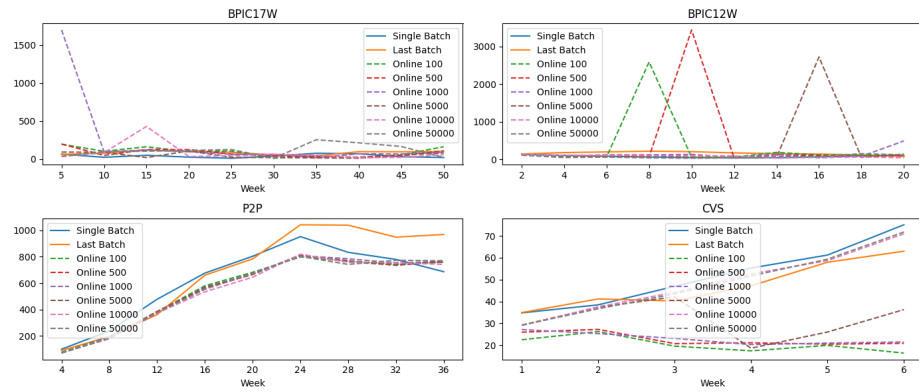 BPIC17W
1500
1000
500
0
Single Batch
Last Batch
Online 100
Online 500
Online 1000
Online 5000
Online 10000
Online 50000
5 10 15 20 25 30 35 40 45 50
Week
BPIC12W
3000
2000
1000
0
Single Batch
Last Batch
Online 100
Online 500
Online 1000
Online 5000
Online 10000
Online 50000
2 4 6 8 10 12 14 16 18 20
Week
P2P
1000
800
600
400
200
Single Batch
Last Batch
Online 100
Online 500
Online 1000
Online 5000
Online 10000
Online 50000
4 8 12 16 20 24 28 32 36
Week
CVS
70
60
50
40
30
20
Single Batch
Last Batch
Online 100
Online 500
Online 1000
Online 5000
Online 10000
Online 50000
1 2 3 4 5 6
Week